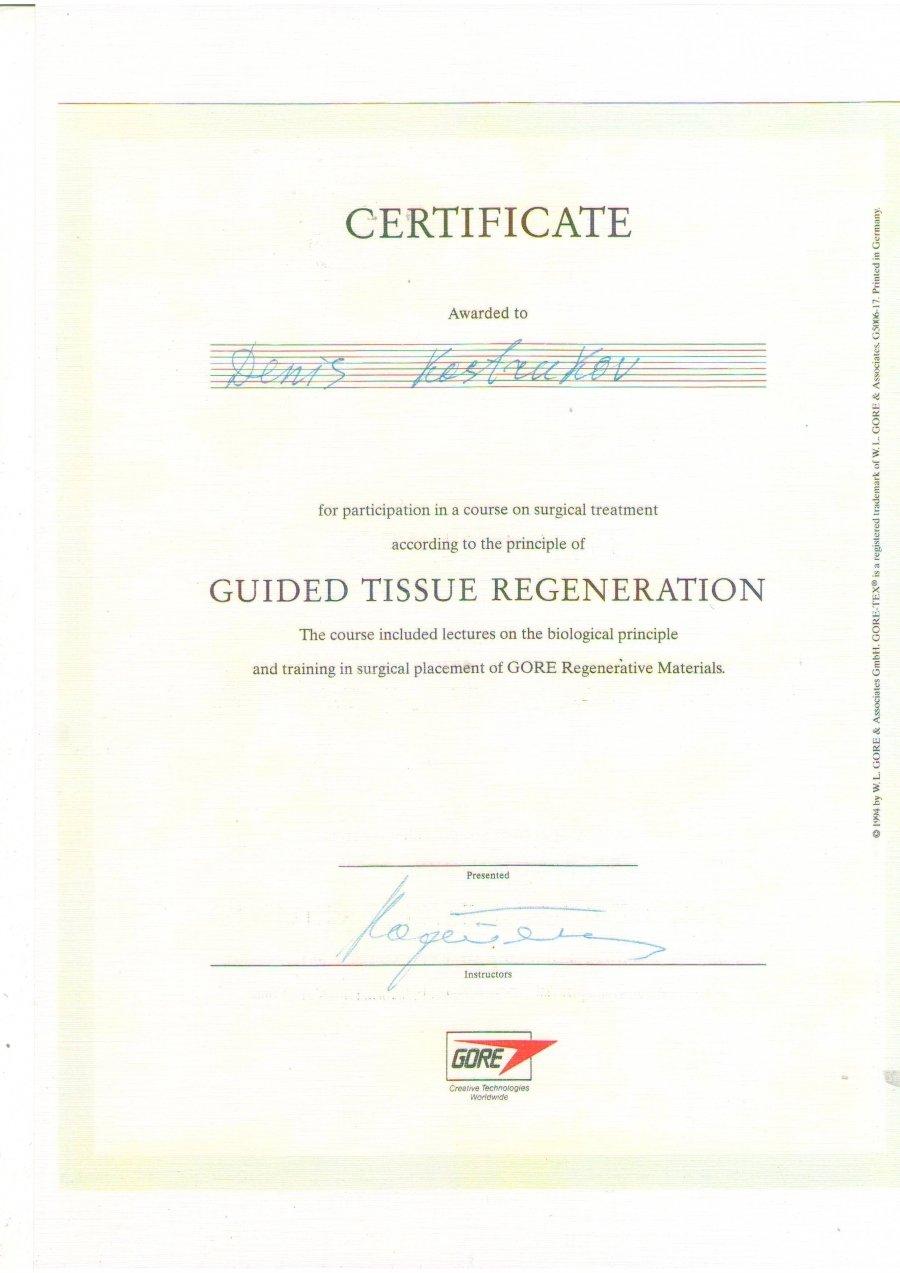 CERTIFICATE
Awarded to
Denis Kostrukov
for participation in a course on surgical treatment
according to the principle of
GUIDED TISSUE REGENERATION
The course included lectures on the biological principle
and training in surgical placement of GORE Regenerative Materials.
Presented
Instructors
GORE
Creative Technologies
Worldwide
© 1994 by W. L. GORE & Associates GmbH. GORE-TEX® is a registered trademark of W. L. GORE & Associates. G5006-17. Printed in Germany.